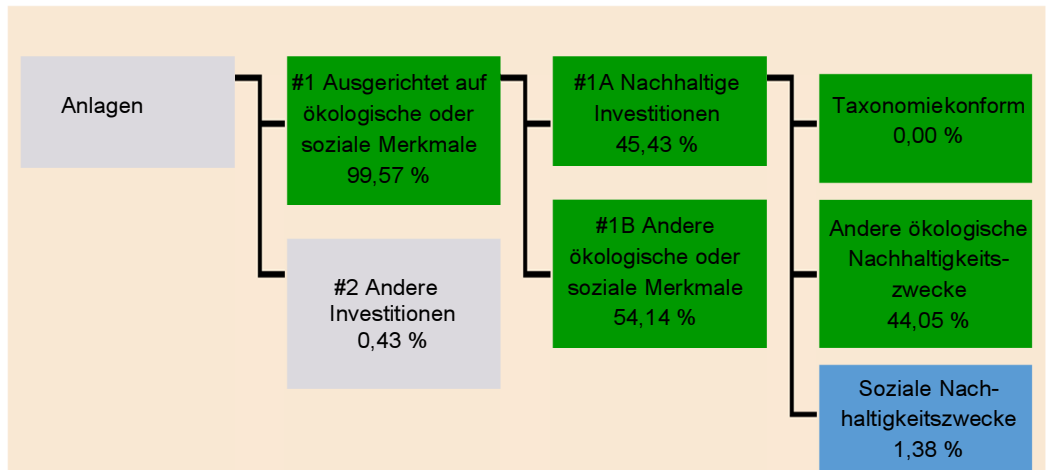 Anlagen
#1 Ausgerichtet auf
ökologische oder
soziale Merkmale
99,57 %
#2 Andere
Investitionen
0,43 %
#1A Nachhaltige
Investitionen
45,43 %
#1B Andere
ökologische oder
soziale Merkmale
54,14 %
Taxonomiekonform
0,00 %
Andere ökologische
Nachhaltigkeits-
zwecke
44,05 %
Soziale Nach-
haltigkeitszwecke
1,38 %